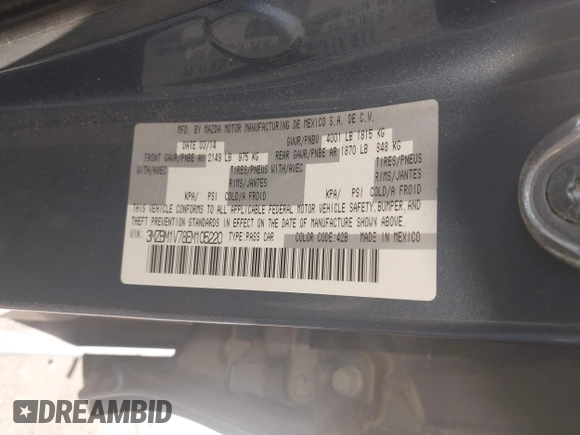 MFD. BY MAZDA MOTOR MANUFACTURING DE MEXICO S.A. DE C.V.
DATE 03/14 GVWR/PNBV 4001 LB 1815 KG
FRONT GAWR/PNBE AV 2149 LB 975 KG REAR GAWR/PNBE AR 1870 LB 848 KG
WITH/AVEC TIRES/PNEUS WITH/AVEC TIRES/PNEUS
RIMS/JANTES RIMS/JANTES
KPA/ PSI COLD/A FROID KPA/ PSI COLD/A FROID
THIS VEHICLE CONFORMS TO ALL APPLICABLE FEDERAL MOTOR VEHICLE SAFETY, BUMPER, AND
THEFT PREVENTION STANDARDS IN EFFECT ON THE DATE OF MANUFACTURE SHOWN ABOVE.
VIN: 3MZBM1V78EM105220 TYPE:PASS CAR COLOR CODE:42B MADE IN MEXICO
DREAMBID